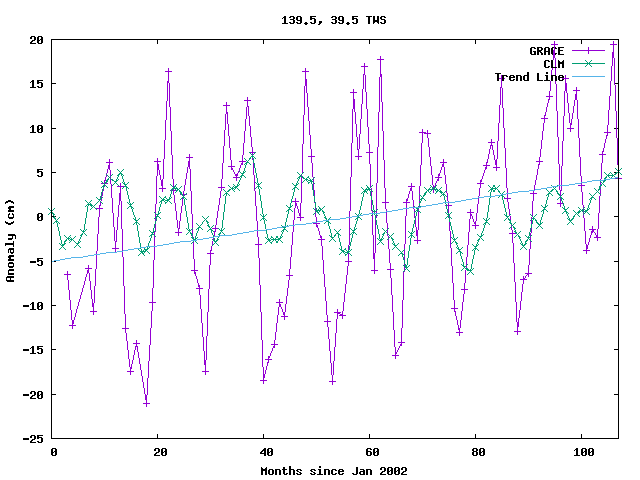 139.5, 39.5 TWS
GRACE
CLM
Trend Line
20
15
10
5
0
-5
-10
-15
-20
-25
Anomaly (cm)
0 20 40 60 80 100
Months since Jan 2002